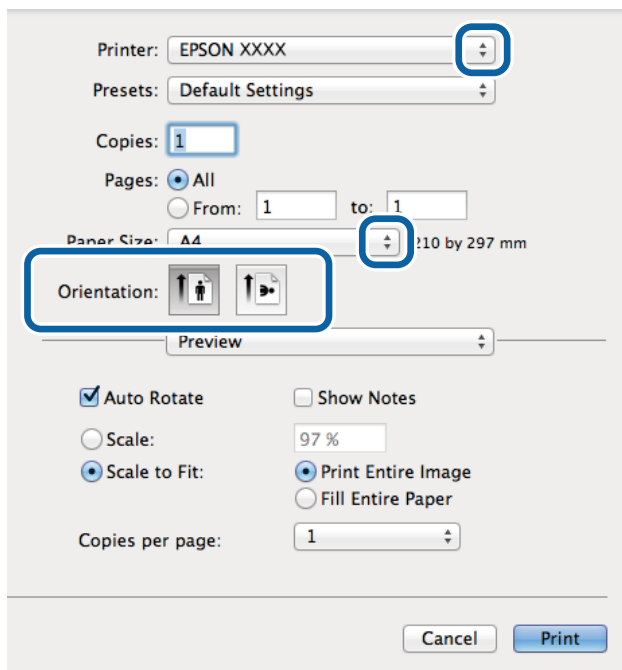 Printer: EPSON XXXX
Presets: Default Settings
Copies: 1
Pages: All
From: 1 to: 1
Paper Size: A4 210 by 297 mm
Orientation:
Preview
Auto Rotate Show Notes
Scale: 97 %
Scale to Fit: Print Entire Image
Fill Entire Paper
Copies per page: 1
Cancel Print